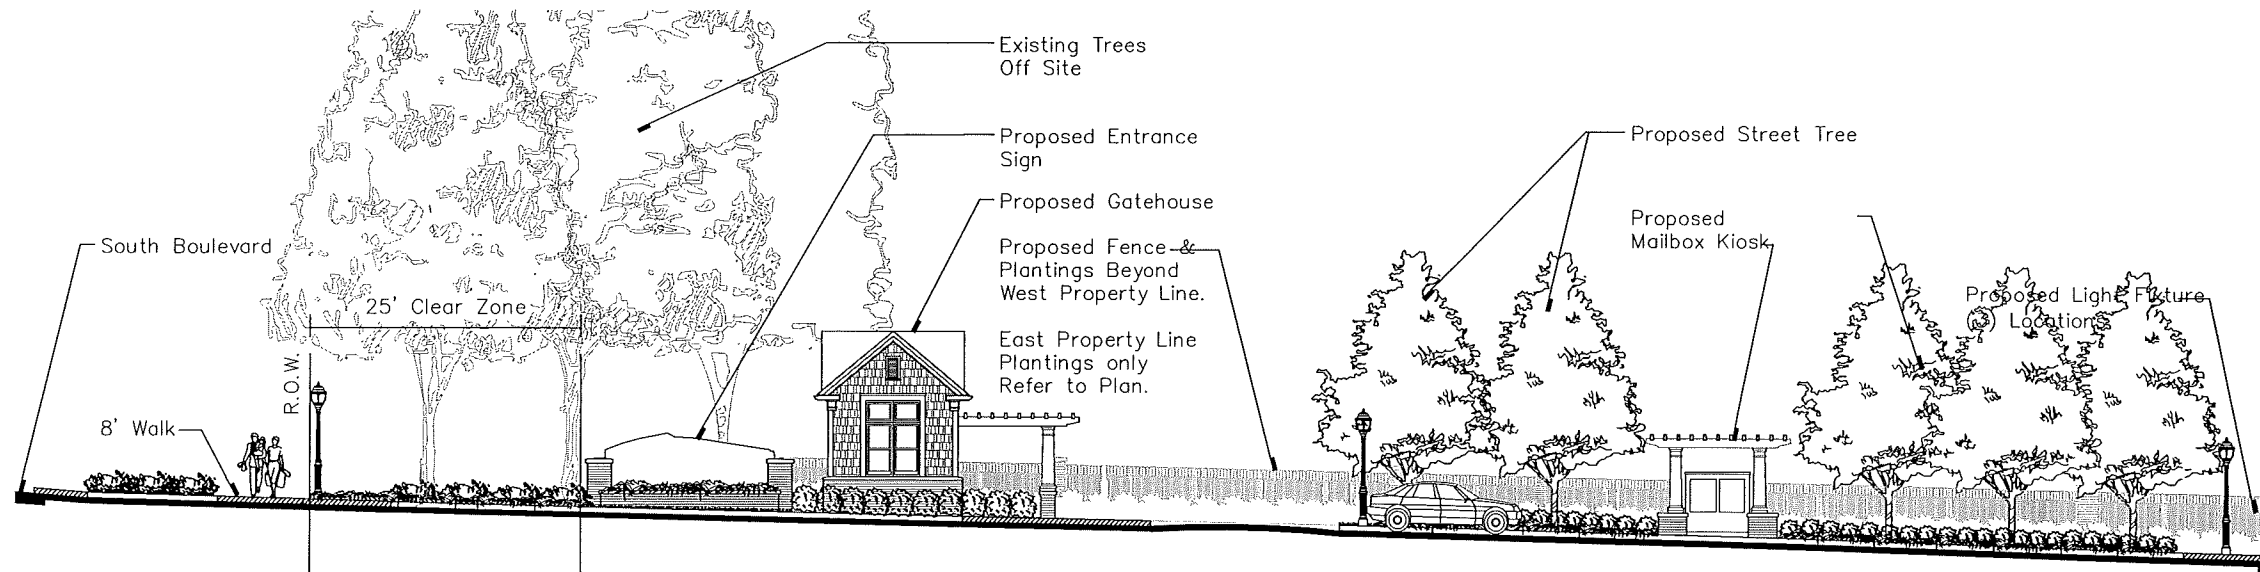 Existing Trees
Off Site
Proposed Entrance
Sign
Proposed Street Tree
Proposed Gatehouse
Proposed
Mailbox Kiosk
South Boulevard
Proposed Fence &
Plantings Beyond
West Property Line.
25' Clear Zone
Proposed Light Fixture
(3) Locations
East Property Line
Plantings only
Refer to Plan.
R.O.W.
8' Walk